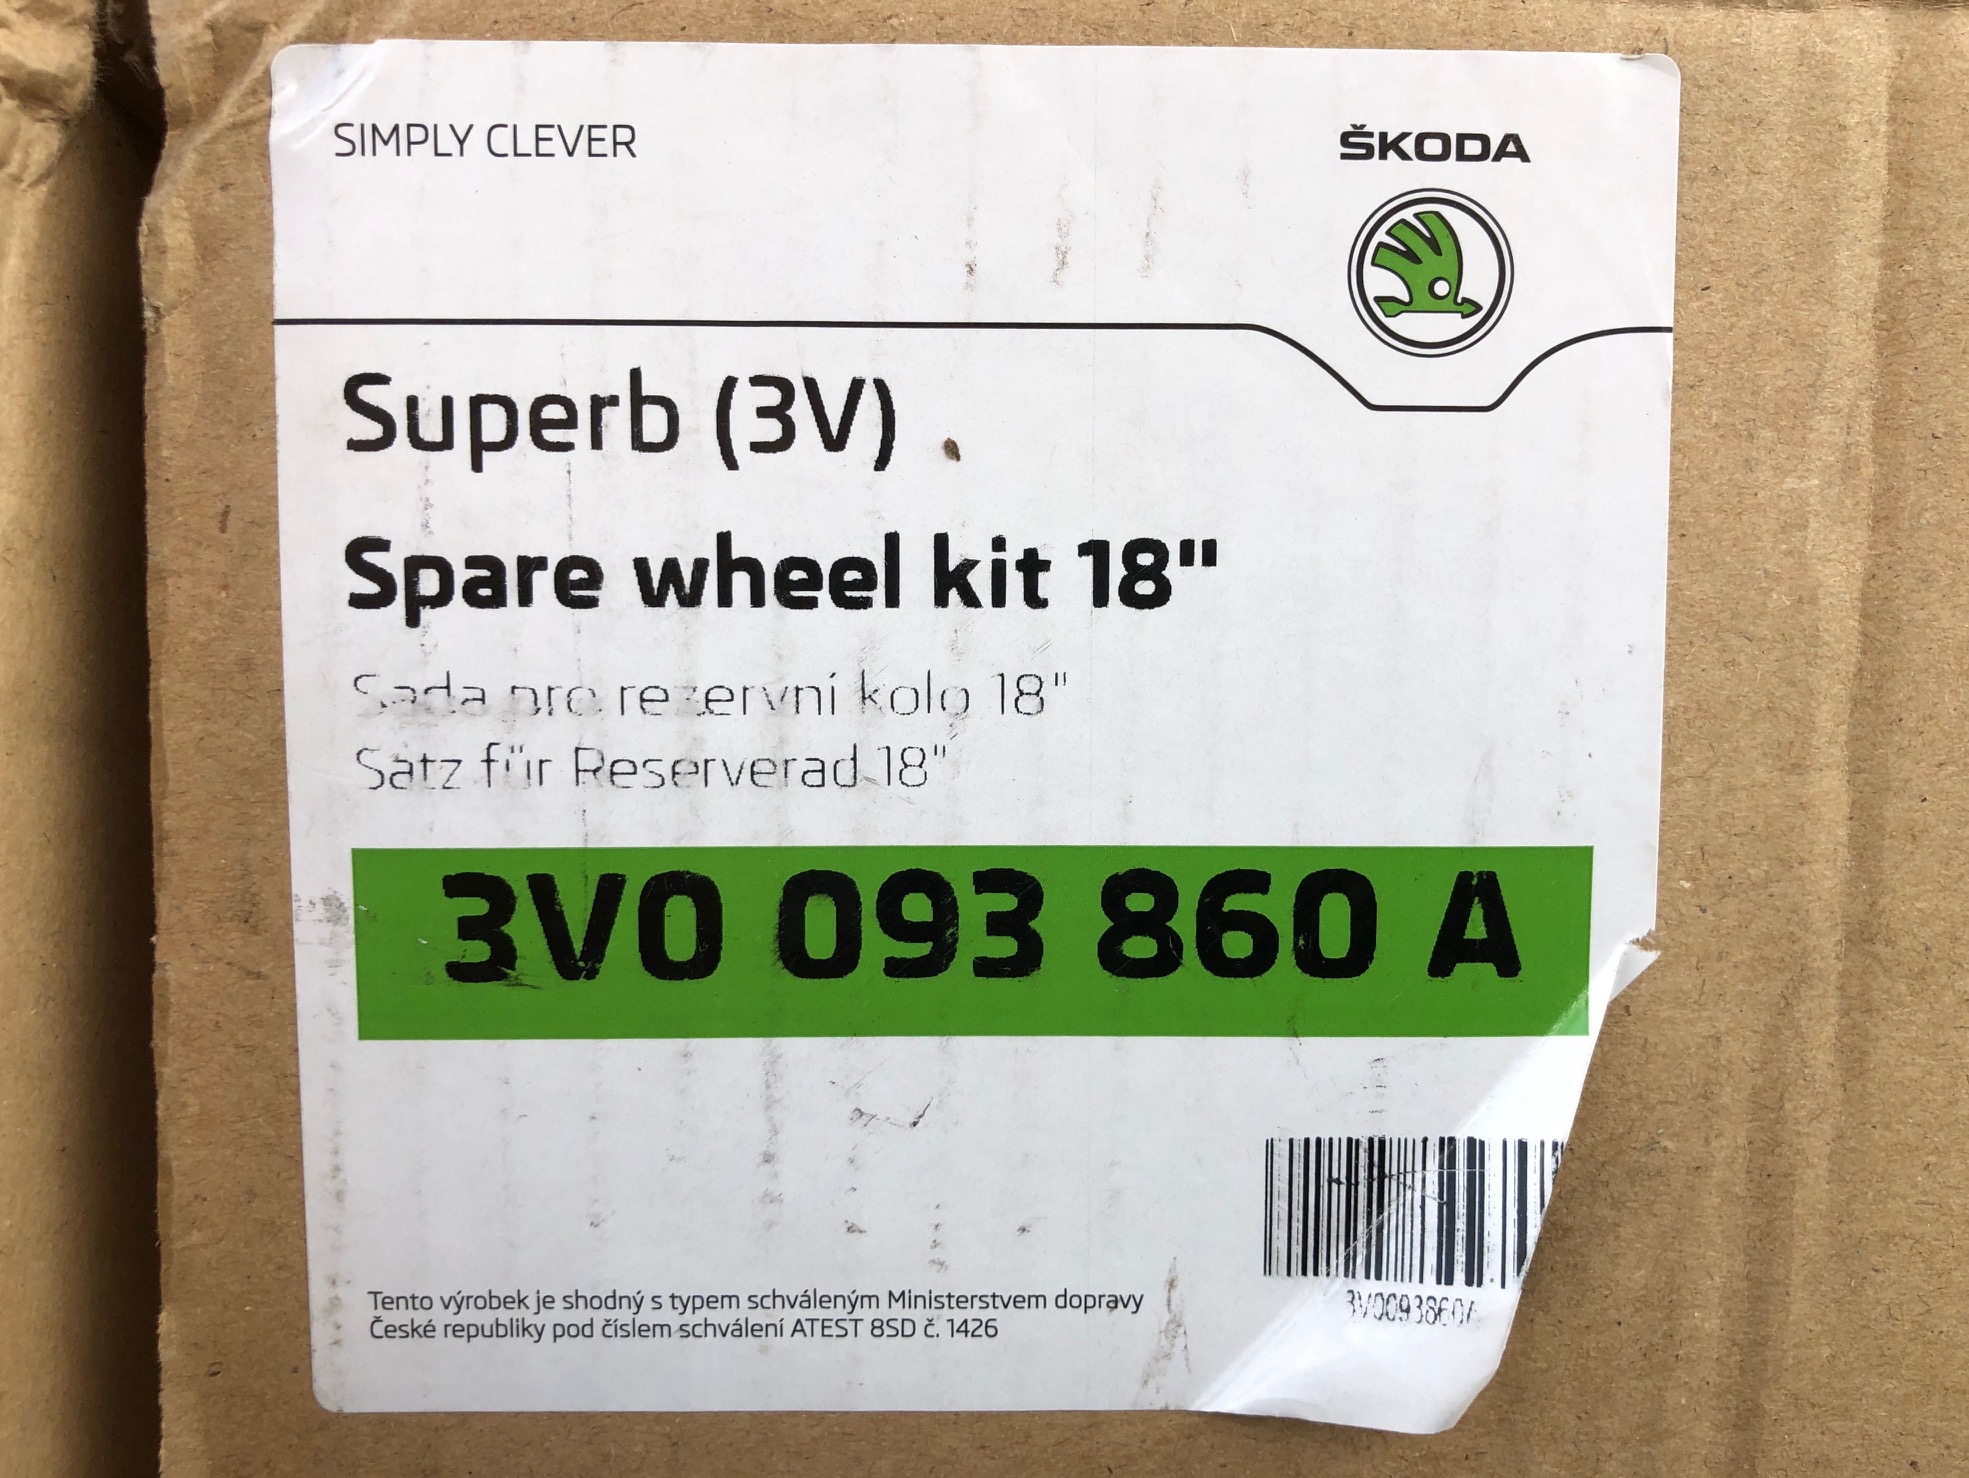 SIMPLY CLEVER
ŠKODA
Superb (3V)
Spare wheel kit 18"
Sada pro rezervní kolo 18"
Satz für Reserverad 18"
3V0 093 860 A
3V0093860A
Tento výrobek je shodný s typem schváleným Ministerstvem dopravy
České republiky pod číslem schválení ATEST 8SD č. 1426